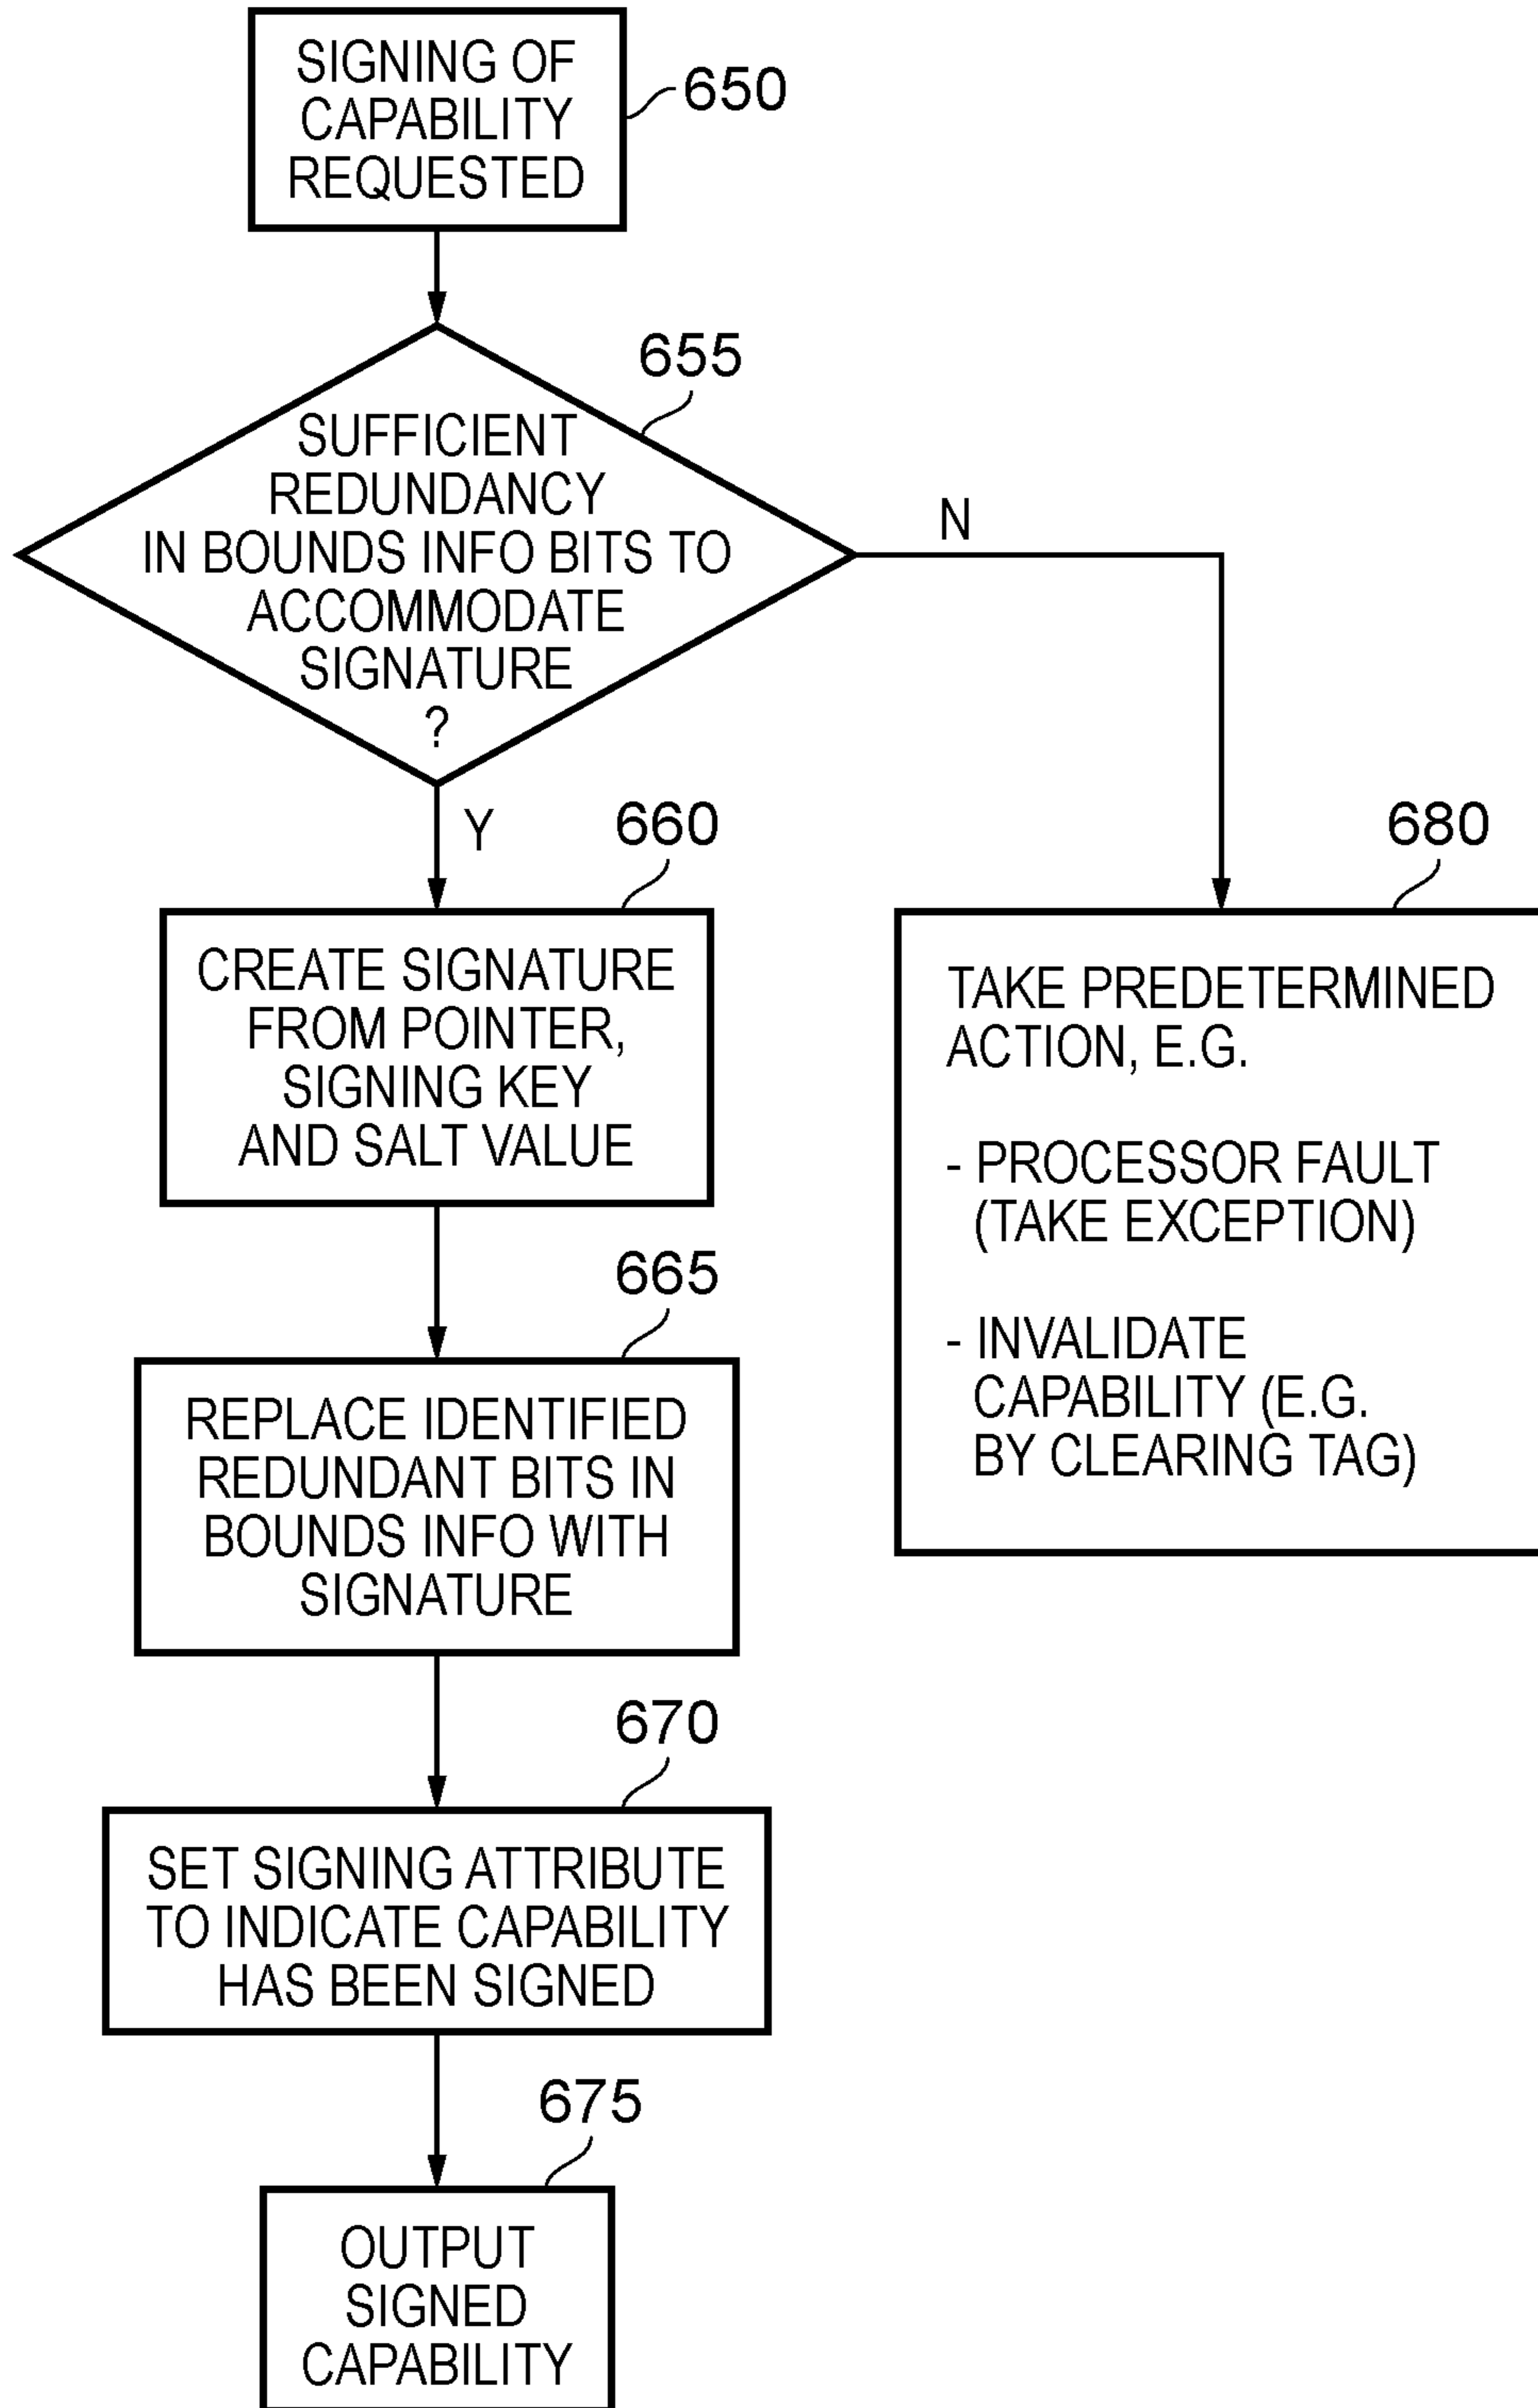 SIGNING OF
CAPABILITY
REQUESTED
650
655
SUFFICIENT
REDUNDANCY
IN BOUNDS INFO BITS TO
ACCOMMODATE
SIGNATURE
?
N
Y
660
CREATE SIGNATURE
FROM POINTER,
SIGNING KEY
AND SALT VALUE
680
TAKE PREDETERMINED
ACTION, E.G.
- PROCESSOR FAULT
(TAKE EXCEPTION)
- INVALIDATE
CAPABILITY (E.G.
BY CLEARING TAG)
665
REPLACE IDENTIFIED
REDUNDANT BITS IN
BOUNDS INFO WITH
SIGNATURE
670
SET SIGNING ATTRIBUTE
TO INDICATE CAPABILITY
HAS BEEN SIGNED
675
OUTPUT
SIGNED
CAPABILITY